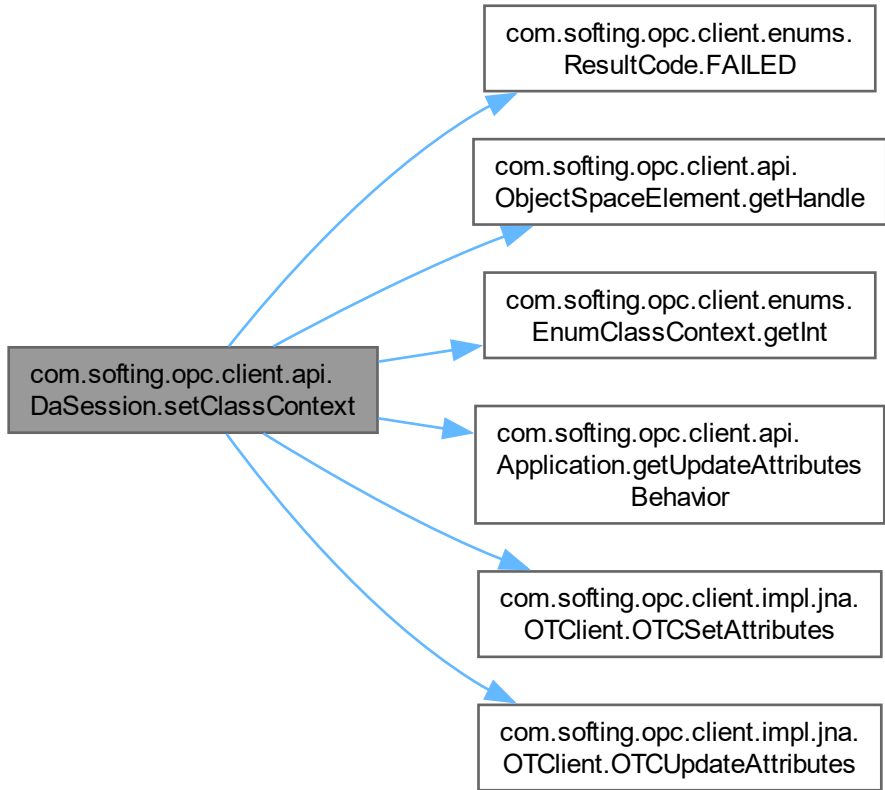 com.softing.opc.client.enums.
ResultCode.FAILED
com.softing.opc.client.api.
ObjectSpaceElement.getHandle
com.softing.opc.client.enums.
EnumClassContext.getInt
com.softing.opc.client.api.
DaSession.setClassContext
com.softing.opc.client.api.
Application.getUpdateAttributes
Behavior
com.softing.opc.client.impl.jna.
OTClient.OTCSetAttributes
com.softing.opc.client.impl.jna.
OTClient.OTCUpdateAttributes